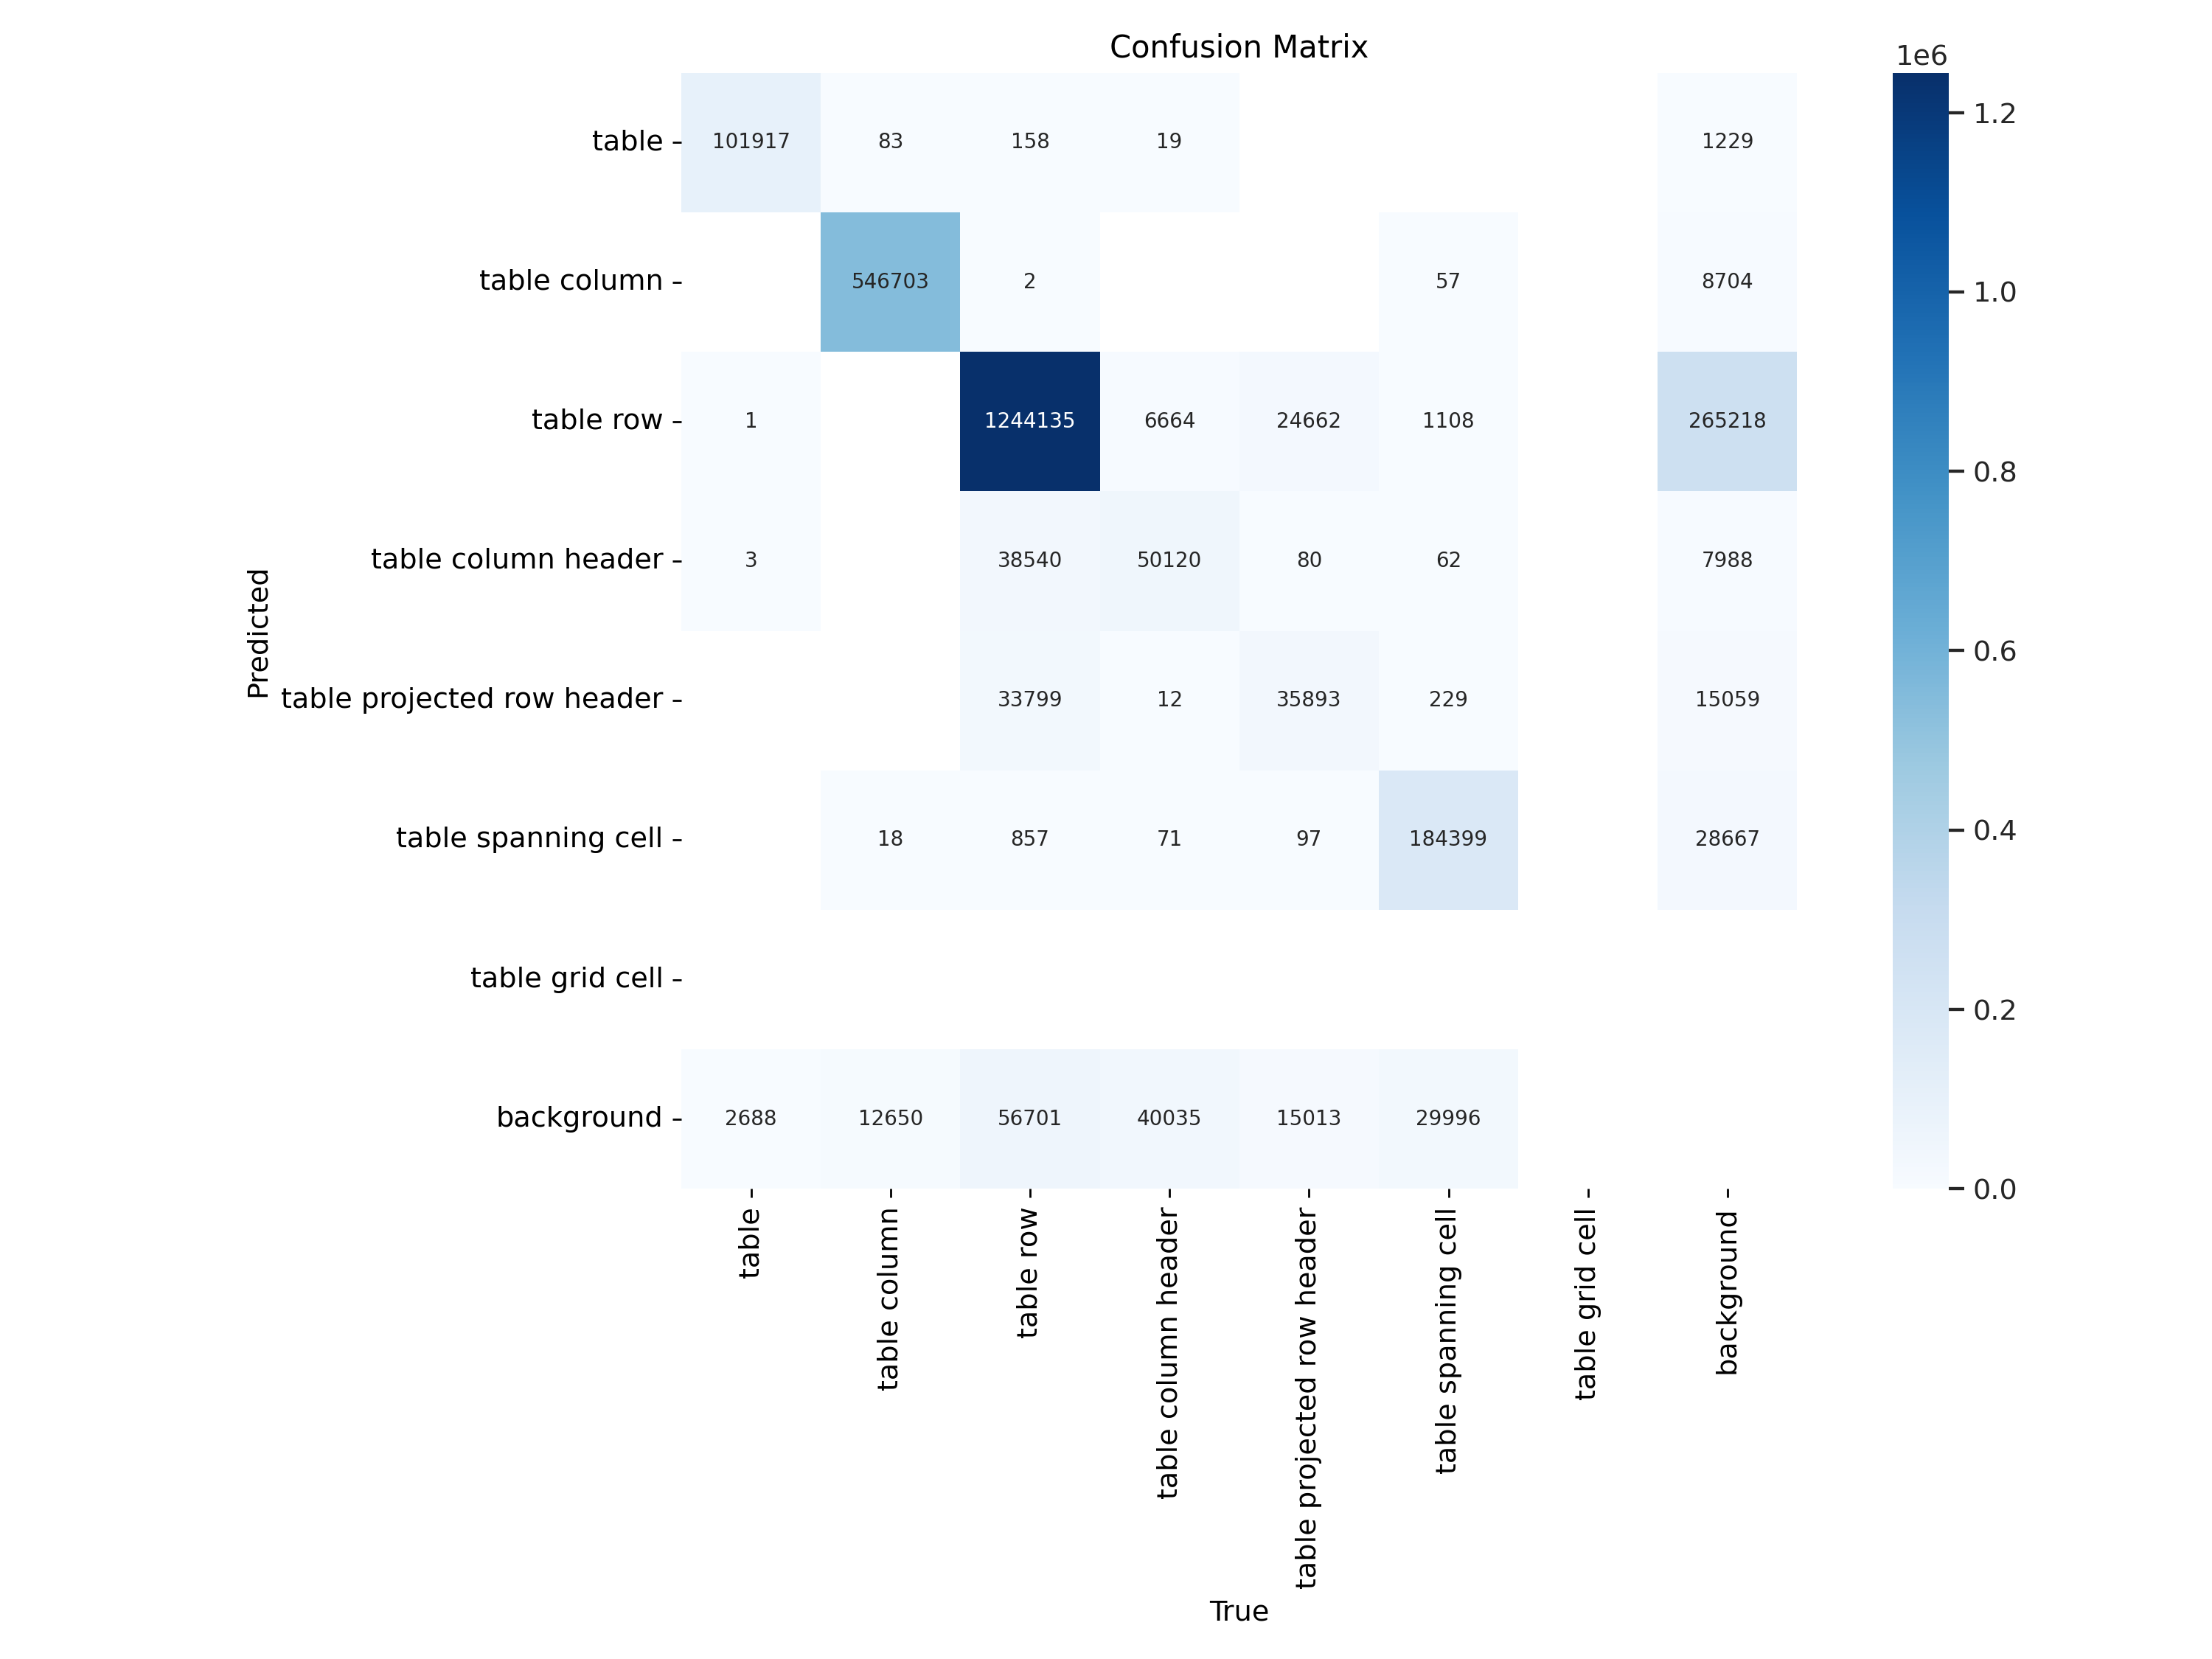 Confusion Matrix
1e6
table 101917 83 158 19 1229
table column 546703 2 57 8704
table row 1 1244135 6664 24662 1108 265218
table column header 3 38540 50120 80 62 7988
table projected row header 33799 12 35893 229 15059
table spanning cell 18 857 71 97 184399 28667
table grid cell
background 2688 12650 56701 40035 15013 29996
Predicted
table
table column
table row
table column header
table projected row header
table spanning cell
table grid cell
background
True
1.2
1.0
0.8
0.6
0.4
0.2
0.0